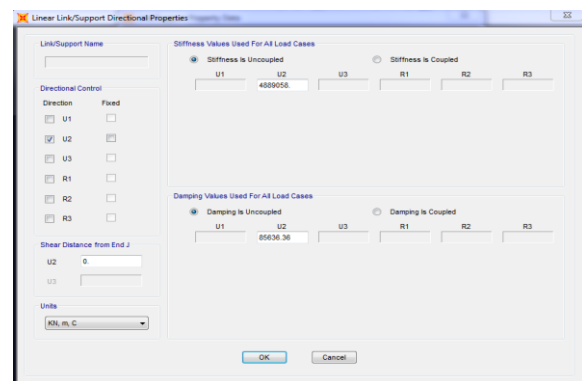 Linear Link/Support Directional Properties
Link/Support Name
Directional Control
Direction Fixed
U1
U2
U3
R1
R2
R3
Shear Distance from End J
U2 0.
U3
Units
KN, m, C
Stiffness Values Used For All Load Cases
Stiffness Is Uncoupled Stiffness Is Coupled
U1 U2 U3 R1 R2 R3
4889058.
Damping Values Used For All Load Cases
Damping Is Uncoupled Damping Is Coupled
U1 U2 U3 R1 R2 R3
85636.36
OK Cancel